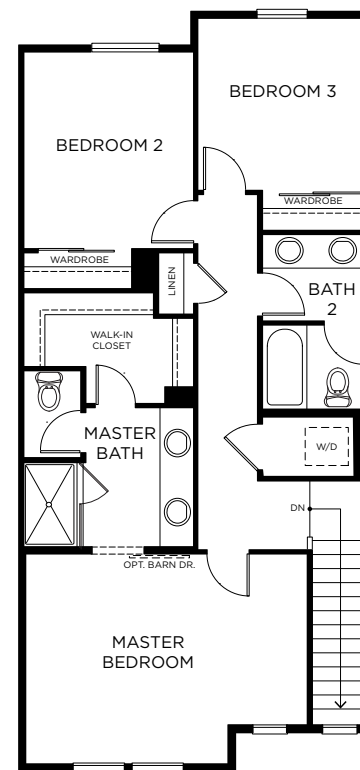 BEDROOM 3
BEDROOM 2
WARDROBE
WARDROBE
LINEN
BATH
2
WALK-IN
CLOSET
MASTER
BATH
W/D
DN
OPT. BARN DR.
MASTER
BEDROOM